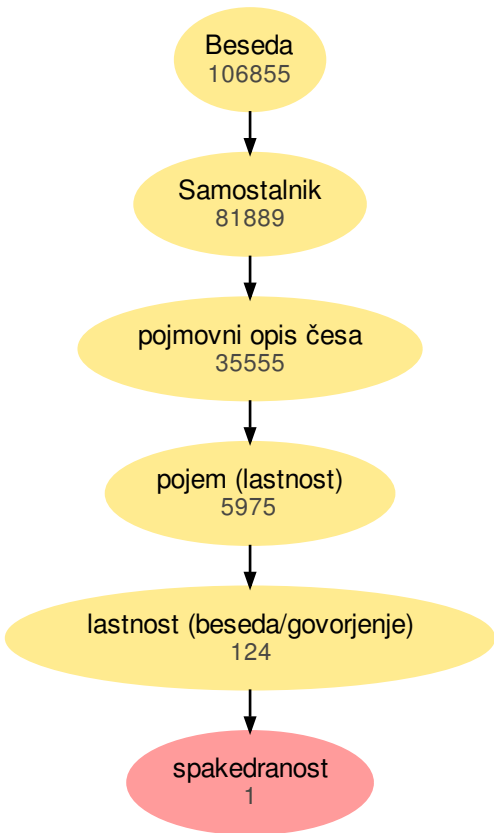 Beseda
106855
Samostalnik
81889
pojmovni opis česa
35555
pojem (lastnost)
5975
lastnost (beseda/govorjenje)
124
spakedranost
1